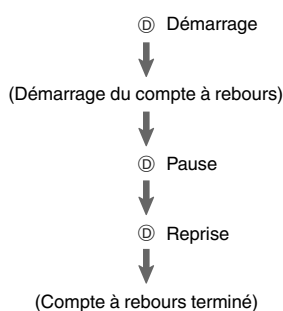 Ⓓ Démarrage
(Démarrage du compte à rebours)
Ⓓ Pause
Ⓓ Reprise
(Compte à rebours terminé)